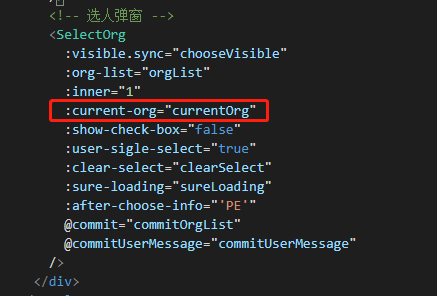 />
<!-- 选人弹窗 -->
<SelectOrg
:visible.sync="chooseVisible"
:org-list="orgList"
:inner="1"
:current-org="currentOrg"
:show-check-box="false"
:user-sigle-select="true"
:clear-select="clearSelect"
:sure-loading="sureLoading"
:after-choose-info="'PE'"
@commit="commitOrgList"
@commitUserMessage="commitUserMessage"
/>
</div>